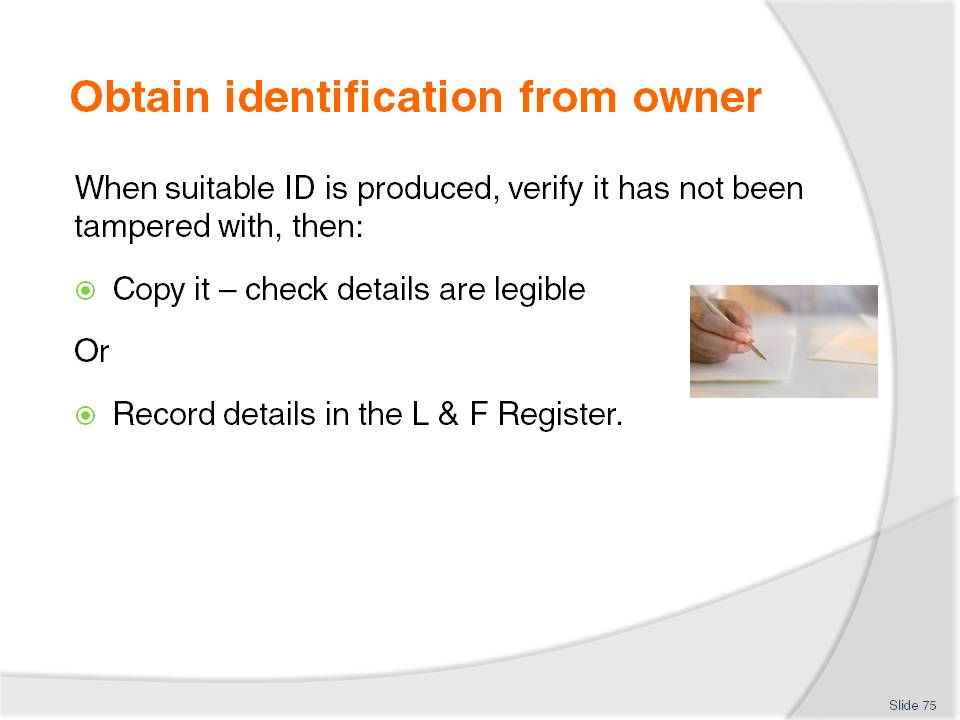 Obtain identification from owner
When suitable ID is produced, verify it has not been
tampered with, then:
Copy it – check details are legible
Or
Record details in the L & F Register.
Slide 75